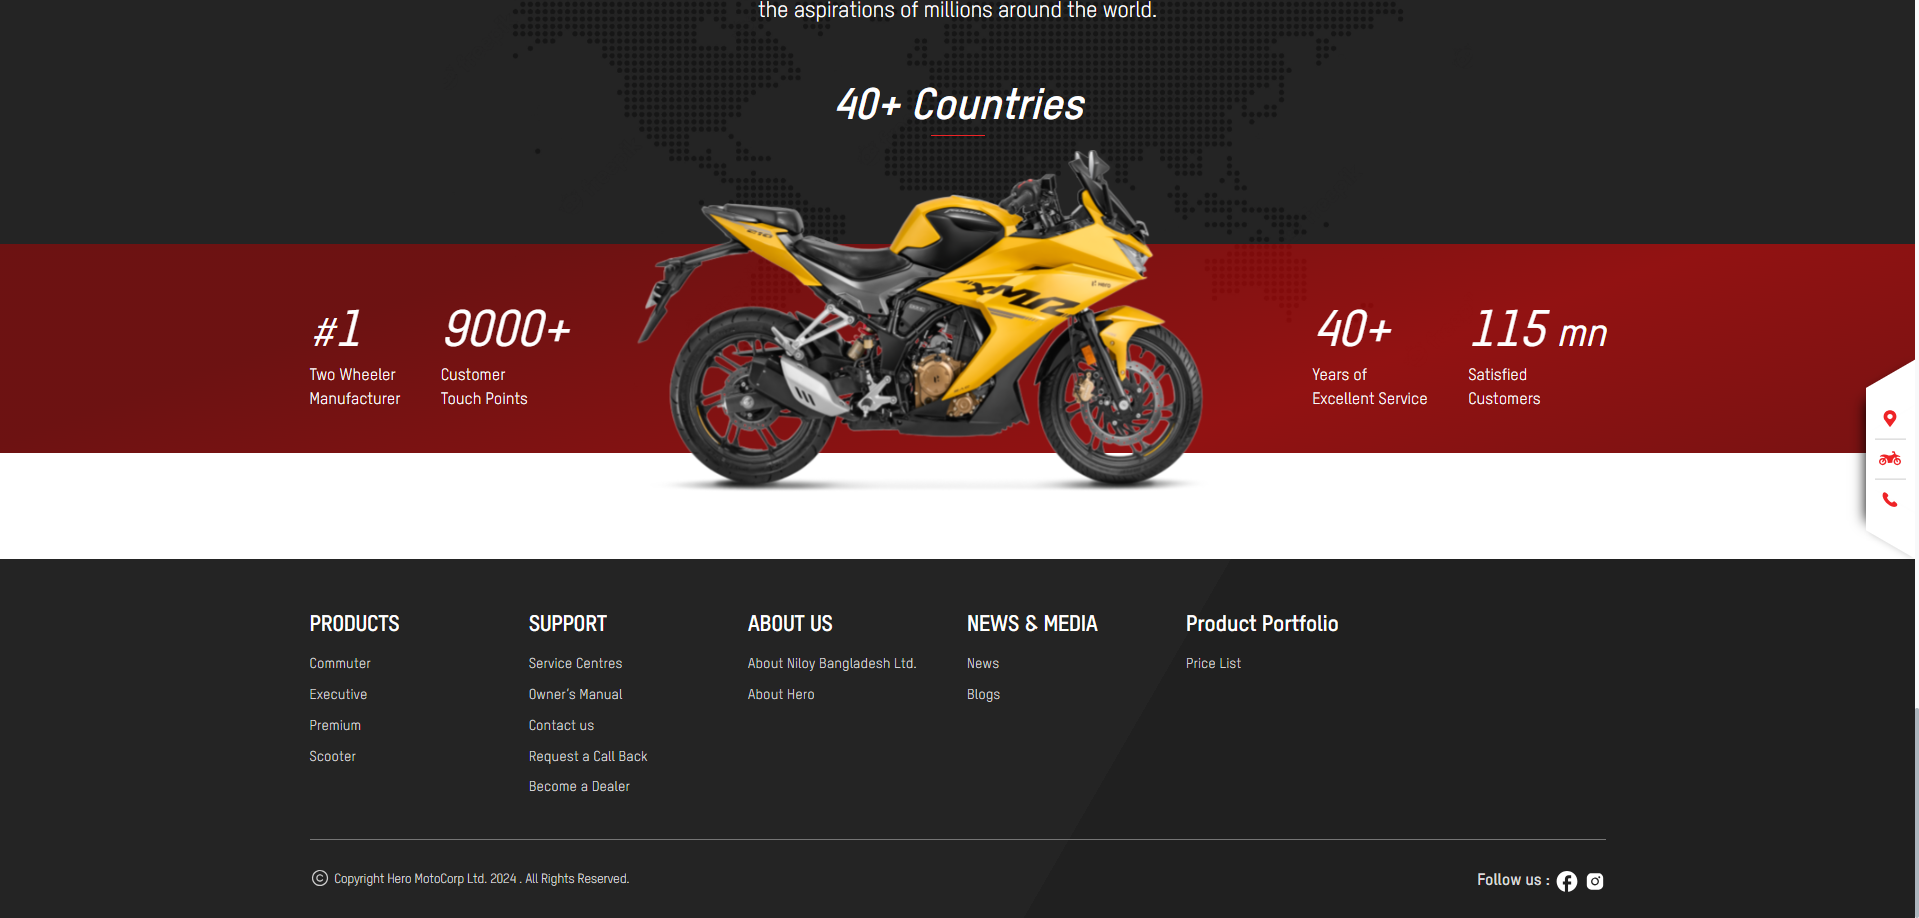 the aspirations of millions around the world.
40+ Countries
210
XMR
Hero
#1
Two Wheeler
Manufacturer
9000+
Customer
Touch Points
40+
Years of
Excellent Service
115 mn
Satisfied
Customers
PRODUCTS
Commuter
Executive
Premium
Scooter
SUPPORT
Service Centres
Owner's Manual
Contact us
Request a Call Back
Become a Dealer
ABOUT US
About Niloy Bangladesh Ltd.
About Hero
NEWS & MEDIA
News
Blogs
Product Portfolio
Price List
© Copyright Hero MotoCorp Ltd. 2024 . All Rights Reserved.
Follow us :